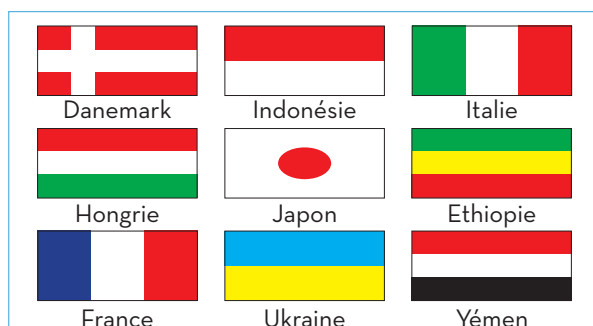 Danemark Indonésie Italie
Hongrie Japon Ethiopie
France Ukraine Yémen